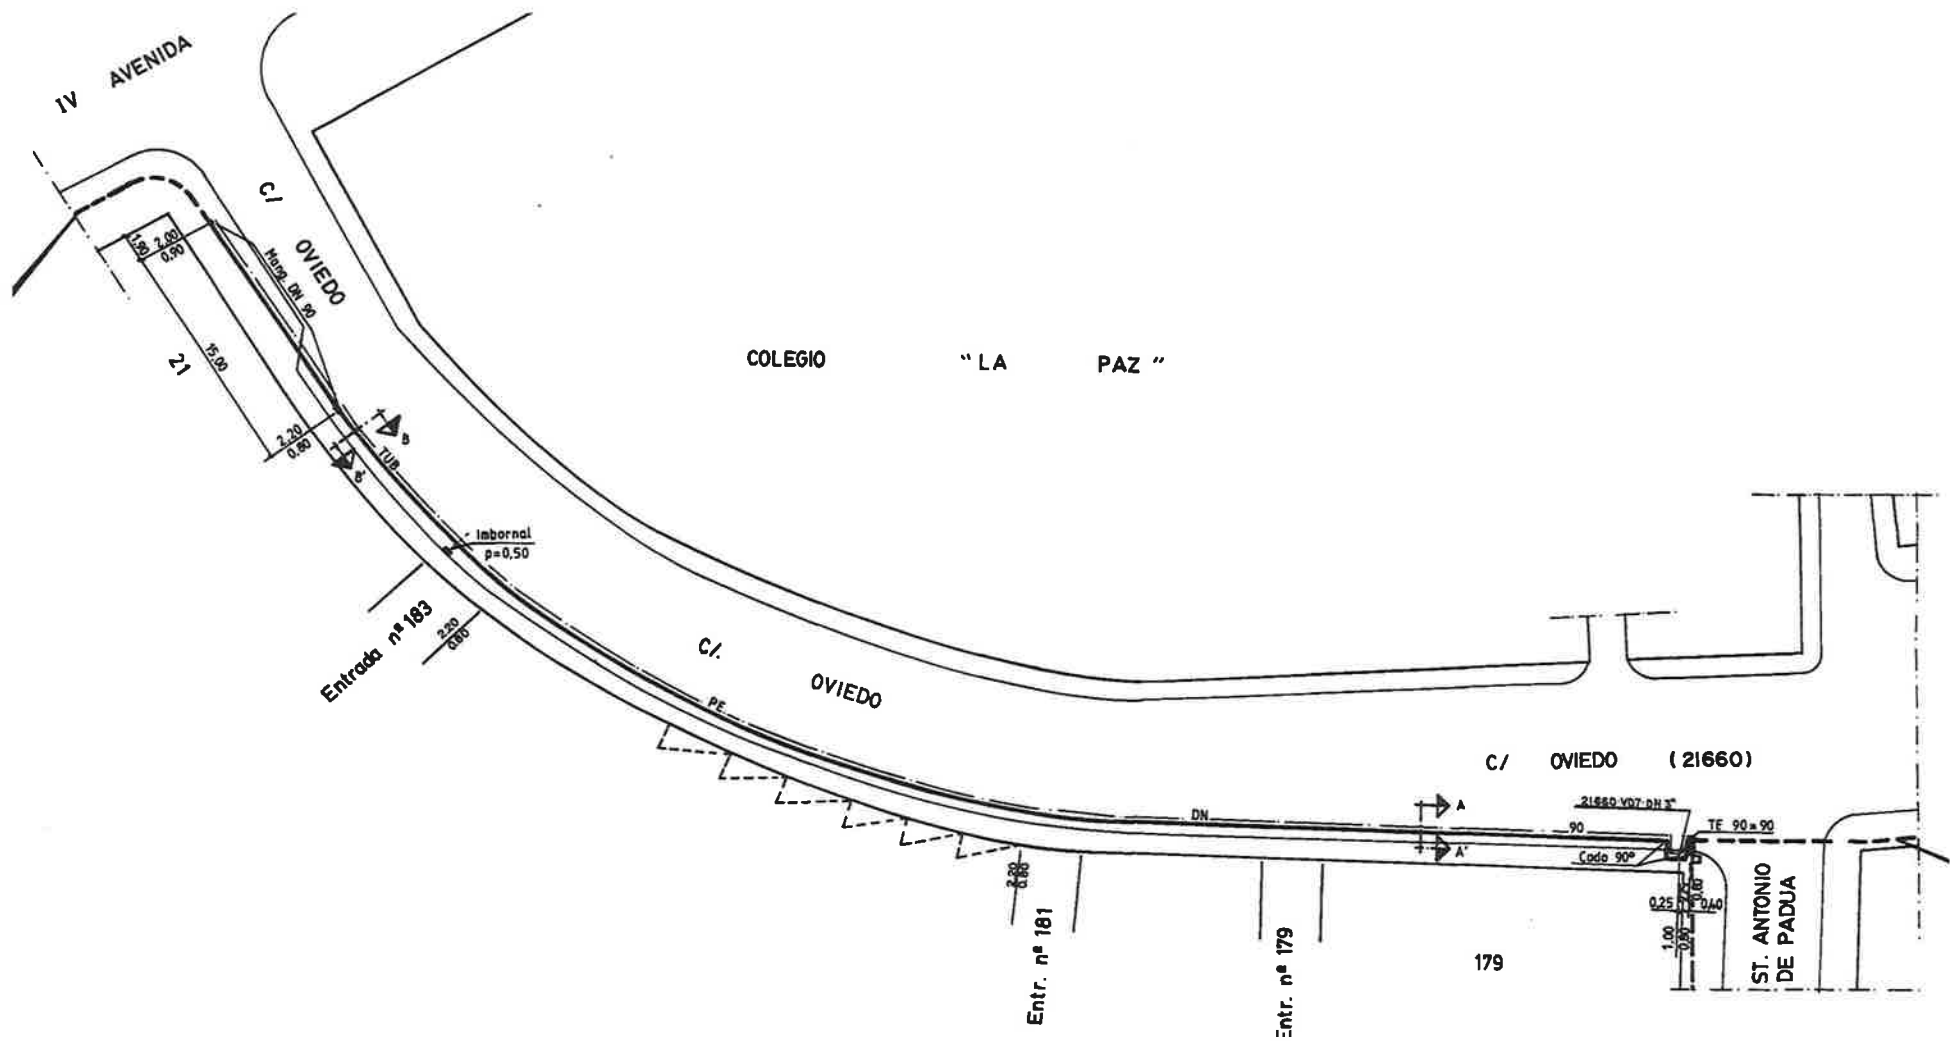 IV AVENIDA
C/ OVIEDO
1,90
2,00
0,90
Mang. DN 90
15,00
21
2,20
0,80
B
B'
TUB
Imbornal
p=0,50
Entrada nº 183
2,20
0,80
COLEGIO "LA PAZ"
C/. OVIEDO
PE
C/ OVIEDO (21660)
DN
A
A'
90
21660 V07 DN 3"
TE 90x90
Codo 90º
2,20
0,80
Entr. nº 181
Entr. nº 179
179
0,25
0,80
0,40
1,00
0,80
ST. ANTONIO
DE PADUA